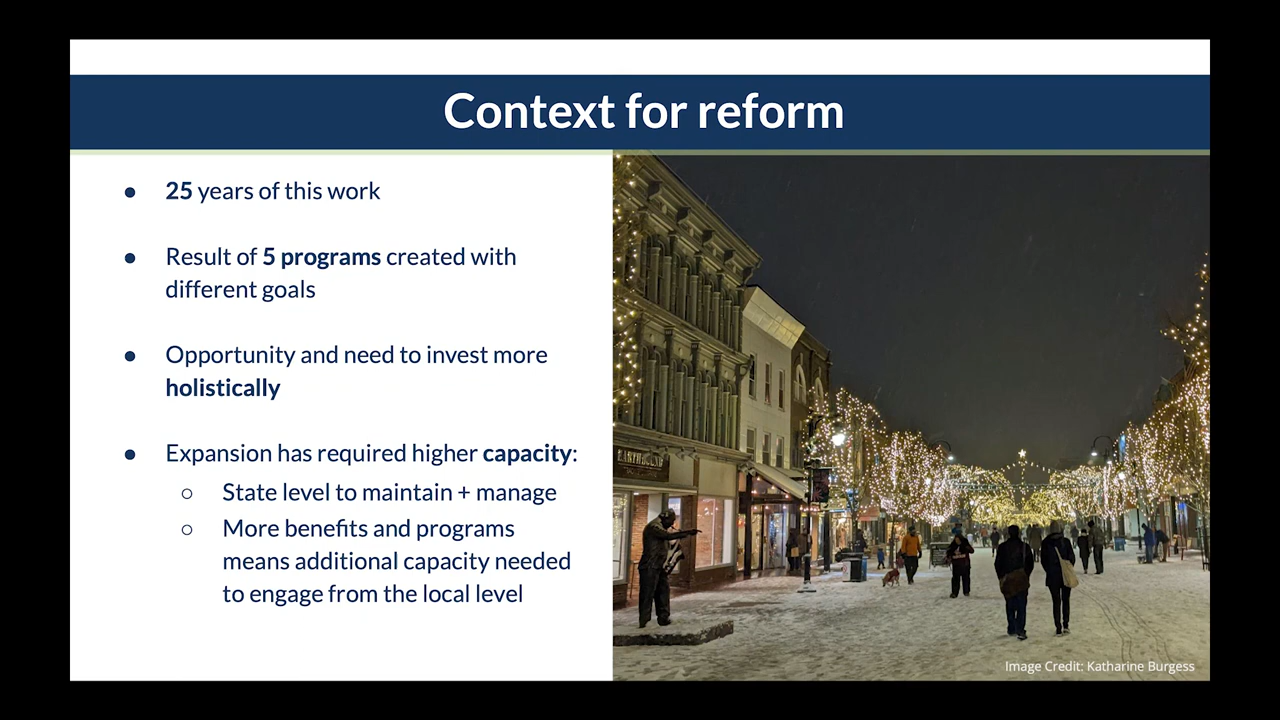 Context for reform
● 25 years of this work
● Result of 5 programs created with
different goals
● Opportunity and need to invest more
holistically
● Expansion has required higher capacity:
○ State level to maintain + manage
○ More benefits and programs
means additional capacity needed
to engage from the local level
EARTHBOUND
Image Credit: Katharine Burgess